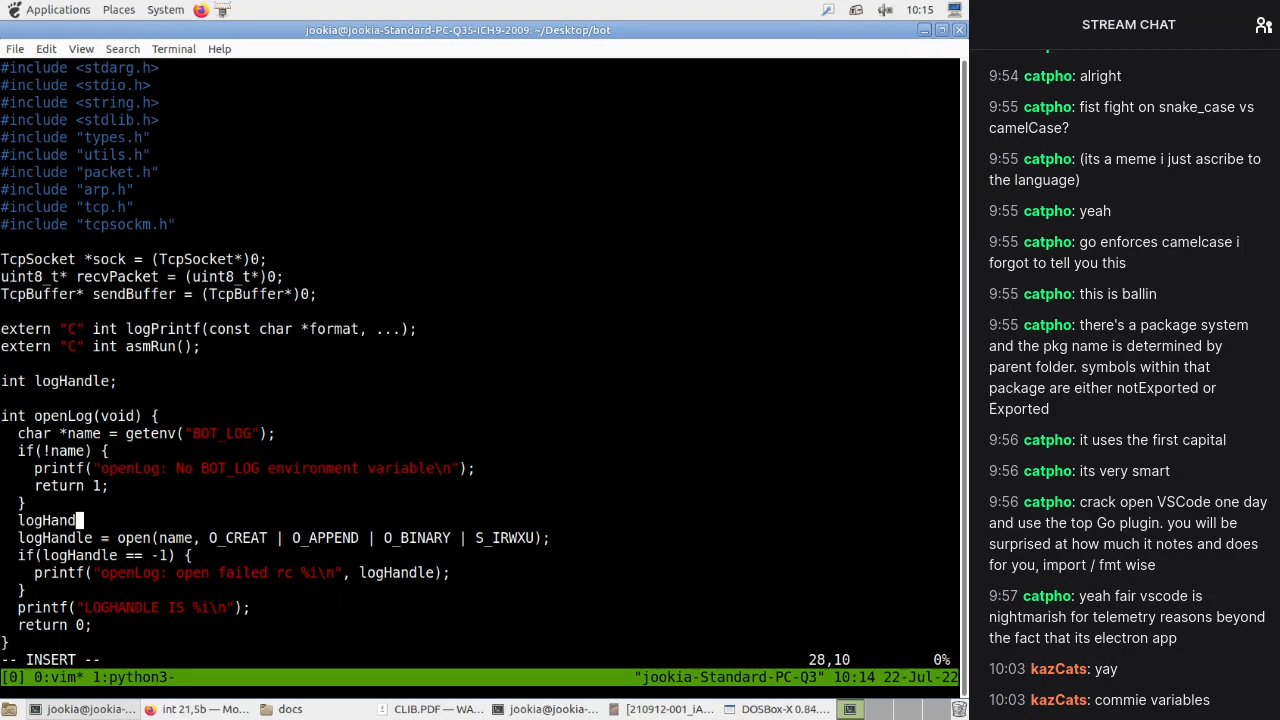 Applications Places System 10:15
jookia@jookia-Standard-PC-Q35-ICH9-2009: ~/Desktop/bot
File Edit View Search Terminal Help
#include <stdarg.h>
#include <stdio.h>
#include <string.h>
#include <stdlib.h>
#include "types.h"
#include "utils.h"
#include "packet.h"
#include "arp.h"
#include "tcp.h"
#include "tcpsockm.h"
TcpSocket *sock = (TcpSocket*)0;
uint8_t* recvPacket = (uint8_t*)0;
TcpBuffer* sendBuffer = (TcpBuffer*)0;
extern "C" int logPrintf(const char *format, ...);
extern "C" int asmRun();
int logHandle;
int openLog(void) {
char *name = getenv("BOT_LOG");
if(!name) {
printf("openLog: No BOT_LOG environment variable\n");
return 1;
}
logHand
logHandle = open(name, O_CREAT | O_APPEND | O_BINARY | S_IRWXU);
if(logHandle == -1) {
printf("openLog: open failed rc %i\n", logHandle);
}
printf("LOGHANDLE IS %i\n");
return 0;
}
-- INSERT -- 28,10 0%
[0] 0:vim* 1:python3- "jookia-Standard-PC-Q3" 10:14 22-Jul-22
jookia@jookia-... int 21,5b — Mo... docs CLIB.PDF — WA... jookia@jookia-... [210912-001_iA... DOSBox-X 0.84....
STREAM CHAT
9:54 catpho: alright
9:55 catpho: fist fight on snake_case vs
camelCase?
9:55 catpho: (its a meme i just ascribe to
the language)
9:55 catpho: yeah
9:55 catpho: go enforces camelcase i
forgot to tell you this
9:55 catpho: this is ballin
9:55 catpho: there's a package system
and the pkg name is determined by
parent folder. symbols within that
package are either notExported or
Exported
9:56 catpho: it uses the first capital
9:56 catpho: its very smart
9:56 catpho: crack open VSCode one day
and use the top Go plugin. you will be
surprised at how much it notes and does
for you, import / fmt wise
9:57 catpho: yeah fair vscode is
nightmarish for telemetry reasons beyond
the fact that its electron app
10:03 kazCats: yay
10:03 kazCats: commie variables